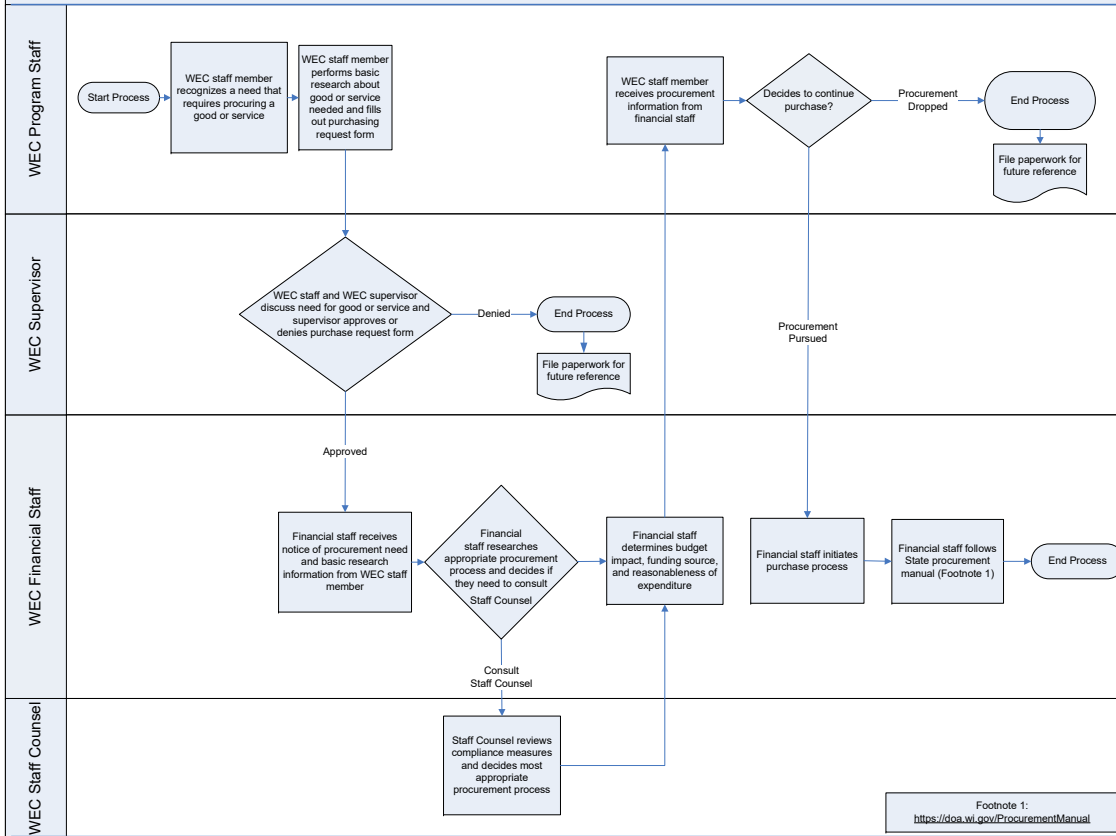 WEC Program Staff
Start Process
WEC staff member
recognizes a need that
requires procuring a
good or service
WEC staff member
performs basic
research about
good or service
needed and fills
out purchasing
request form
WEC staff member
receives procurement
information from
financial staff
Decides to continue
purchase?
Procurement
Dropped
End Process
File paperwork for
future reference
WEC Supervisor
WEC staff and WEC supervisor
discuss need for good or service and
supervisor approves or
denies purchase request form
Denied
End Process
File paperwork for
future reference
Procurement
Pursued
WEC Financial Staff
Approved
Financial staff receives
notice of procurement need
and basic research
information from WEC staff
member
Financial
staff researches
appropriate procurement
process and decides if
they need to consult
Staff Counsel
Financial staff
determines budget
impact, funding source,
and reasonableness of
expenditure
Financial staff initiates
purchase process
Financial staff follows
State procurement
manual (Footnote 1)
End Process
Consult
Staff Counsel
WEC Staff Counsel
Staff Counsel reviews
compliance measures
and decides most
appropriate
procurement process
Footnote 1:
https://doa.wi.gov/ProcurementManual